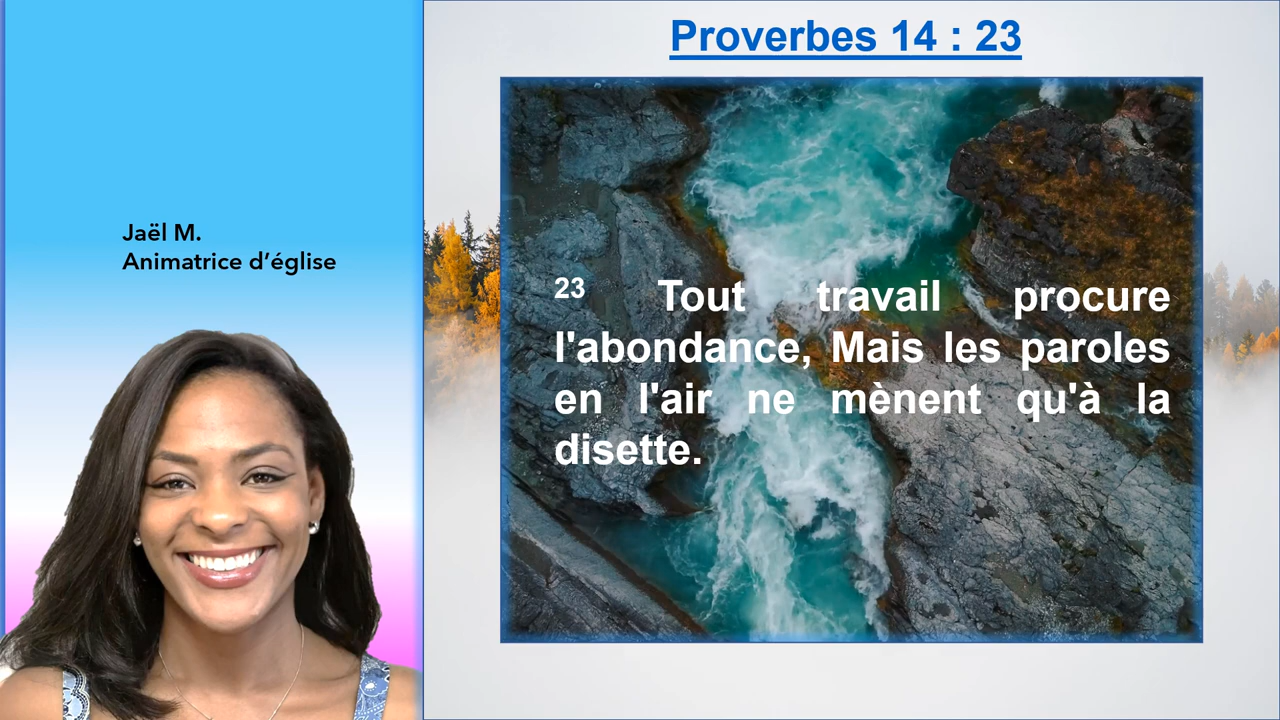 Proverbes 14 : 23
Jaël M.
Animatrice d’église
23 Tout travail procure
l'abondance, Mais les paroles
en l'air ne mènent qu'à la
disette.